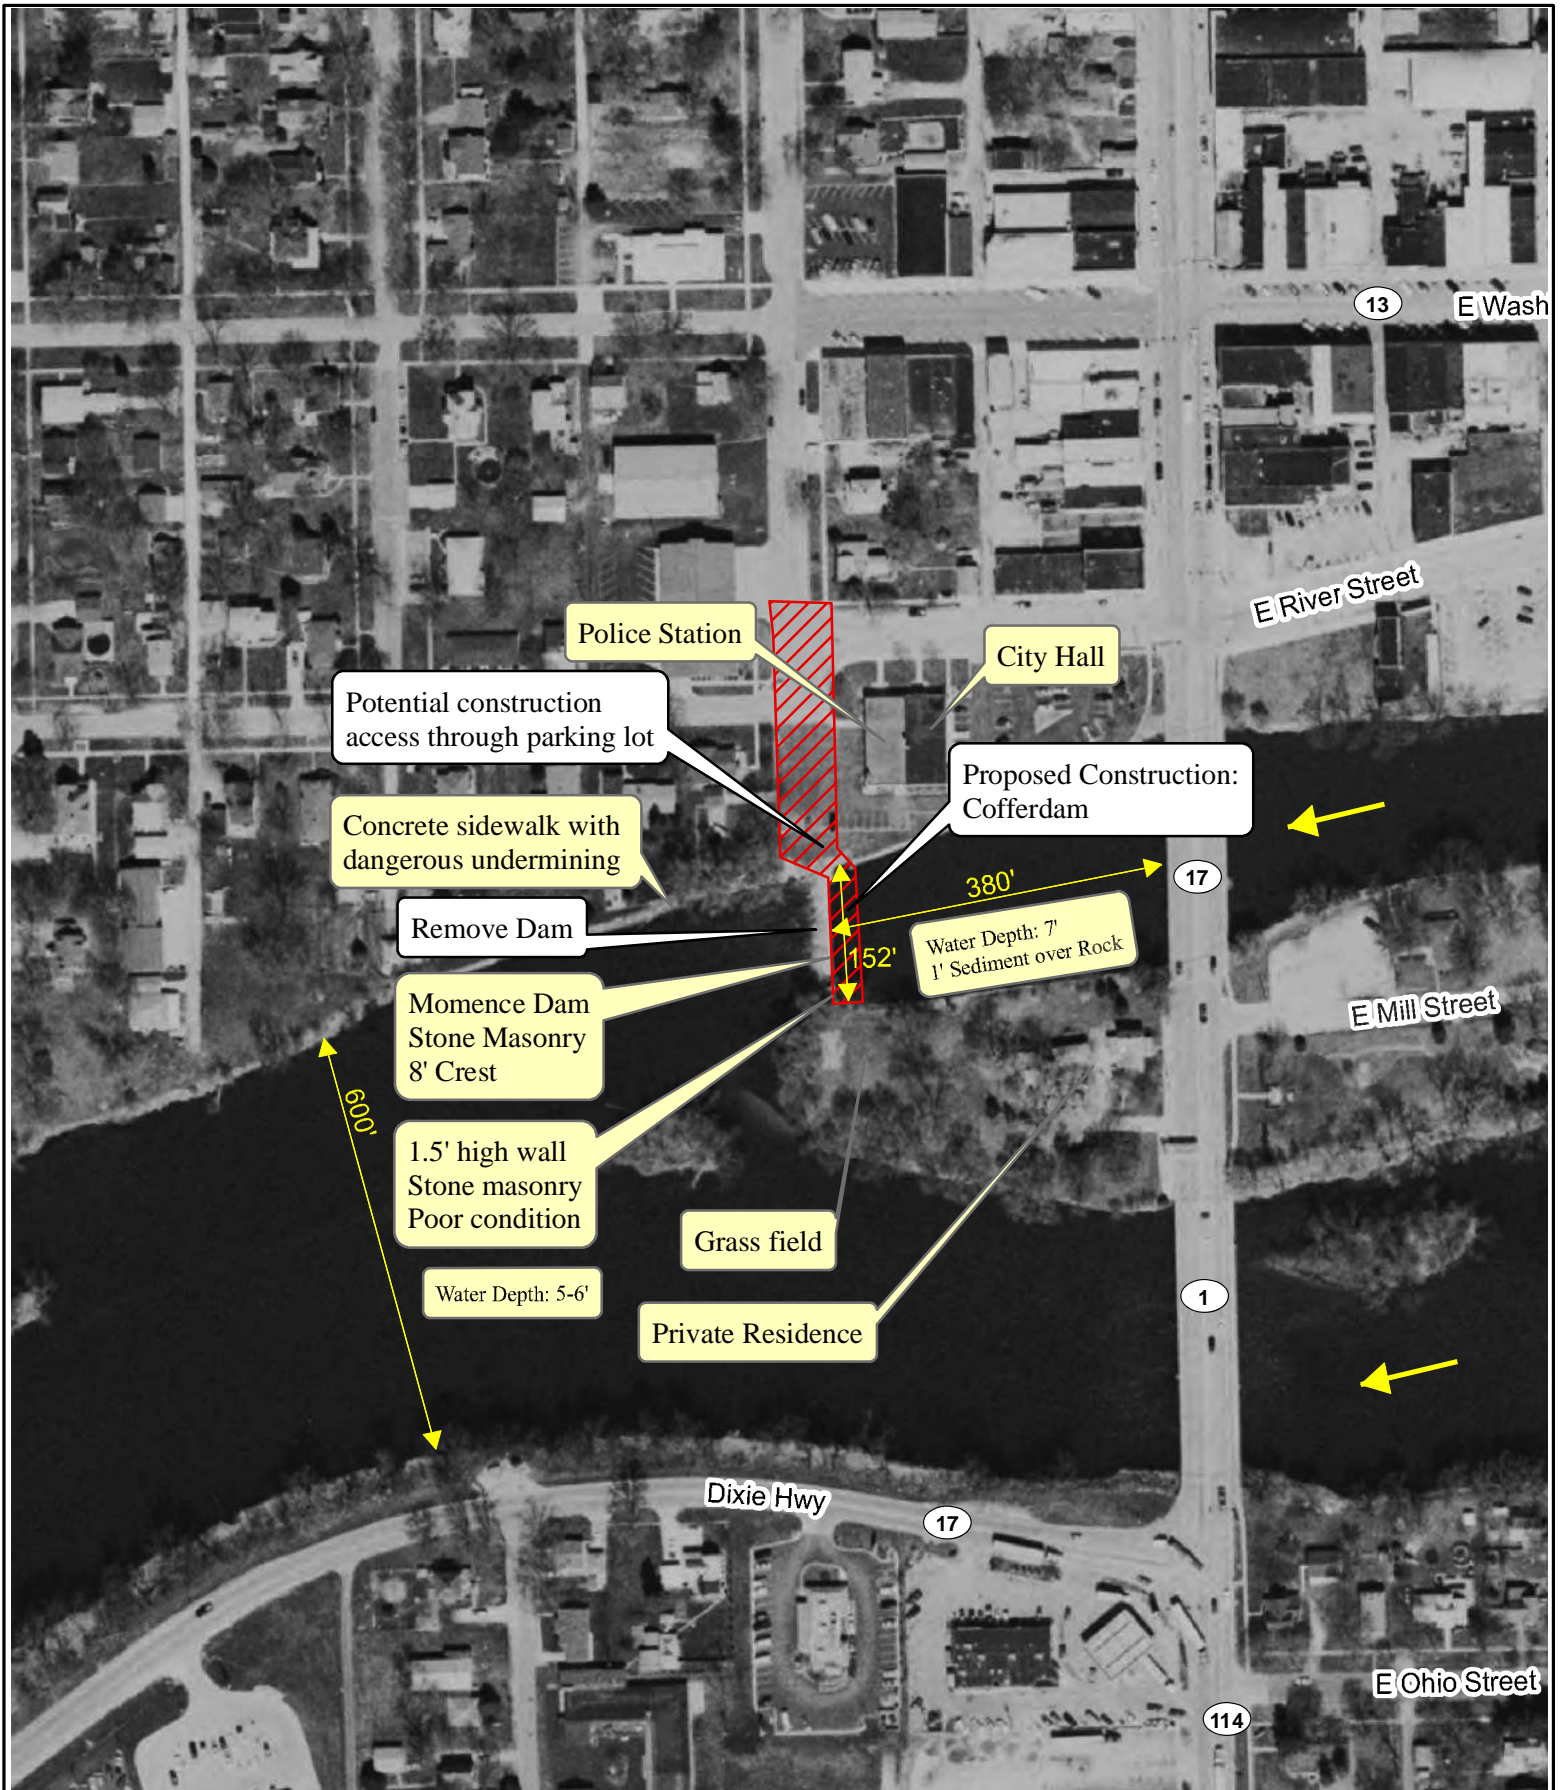 13
E Wash
E River Street
Police Station
City Hall
Potential construction
access through parking lot
Proposed Construction:
Cofferdam
Concrete sidewalk with
dangerous undermining
17
380'
Remove Dam
Water Depth: 7'
1' Sediment over Rock
152'
Momence Dam
Stone Masonry
8' Crest
E Mill Street
600'
1.5' high wall
Stone masonry
Poor condition
Grass field
Water Depth: 5-6'
1
Private Residence
Dixie Hwy
17
E Ohio Street
114